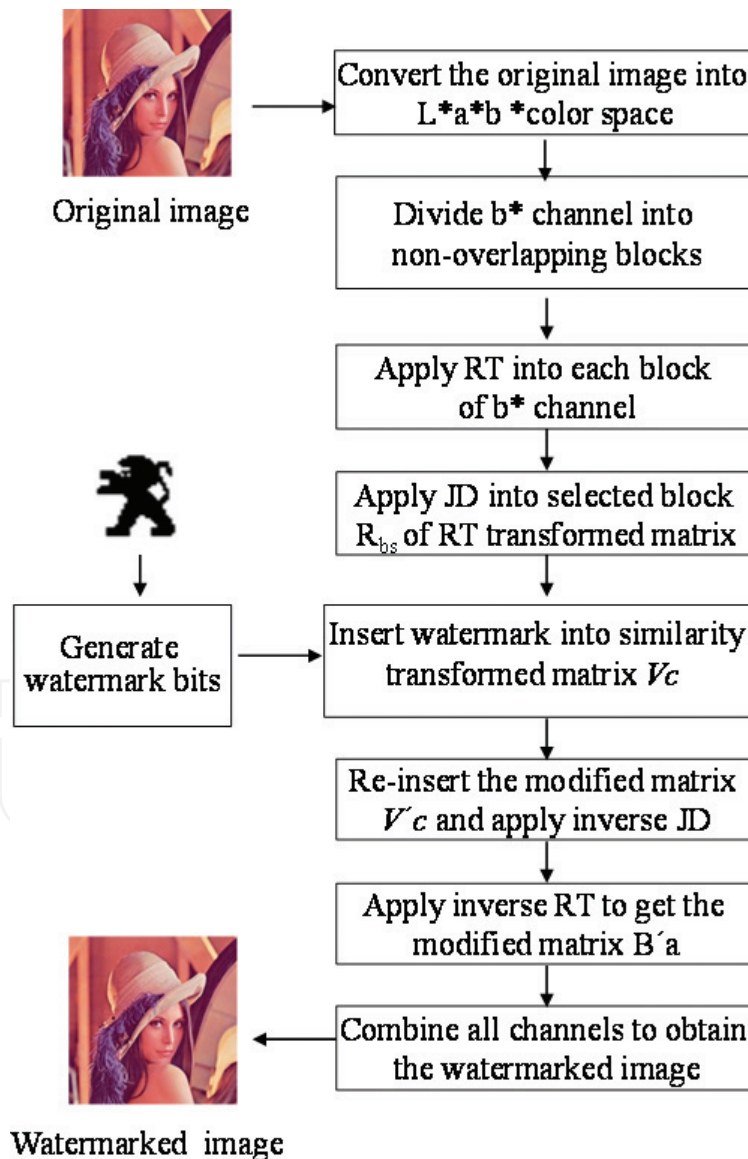 Convert the original image into
L*a*b *color space
Original image
Divide b* channel into
non-overlapping blocks
Apply RT into each block
of b* channel
Apply JD into selected block
R_bs of RT transformed matrix
Generate
watermark bits
Insert watermark into similarity
transformed matrix Vc
Re-insert the modified matrix
V´c and apply inverse JD
Apply inverse RT to get the
modified matrix B´a
Combine all channels to obtain
the watermarked image
Watermarked image